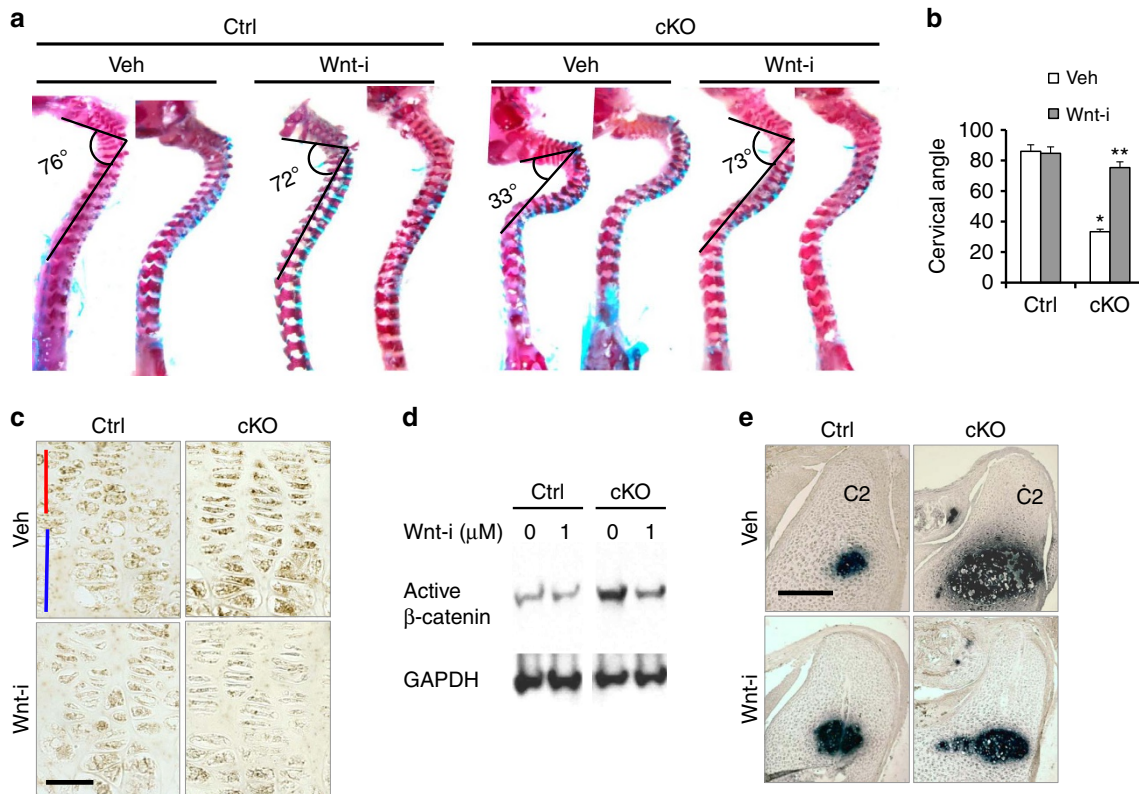 a
Ctrl
cKO
Veh
Wnt-i
Veh
Wnt-i
76°
72°
33°
73°
b
Veh
Wnt-i
Cervical angle
100
80
60
40
20
0
*
**
Ctrl
cKO
c
Ctrl
cKO
Veh
Wnt-i
d
Ctrl
cKO
Wnt-i (μM)
0
1
0
1
Active
β-catenin
GAPDH
e
Ctrl
cKO
Veh
Wnt-i
C2
C2